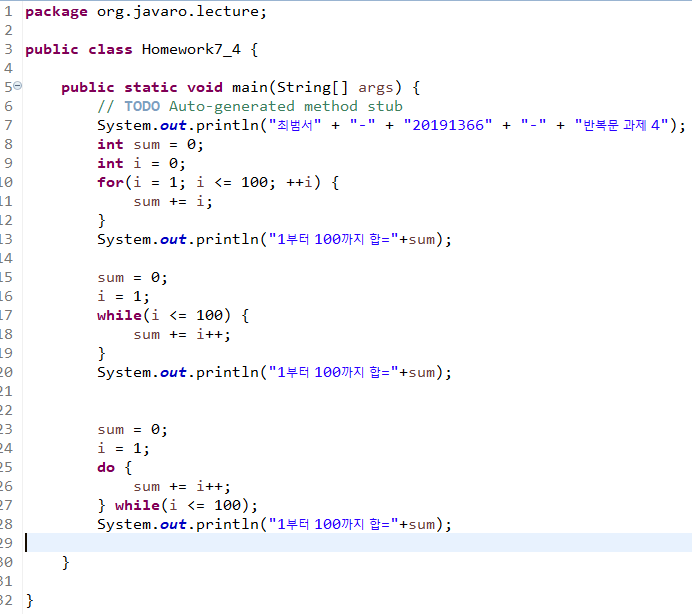 1 package org.javaro.lecture;
2
3 public class Homework7_4 {
4
5     public static void main(String[] args) {
6         // TODO Auto-generated method stub
7         System.out.println("최범서" + "-" + "20191366" + "-" + "반복문 과제 4");
8         int sum = 0;
9         int i = 0;
10         for(i = 1; i <= 100; ++i) {
11             sum += i;
12         }
13         System.out.println("1부터 100까지 합="+sum);
14
15         sum = 0;
16         i = 1;
17         while(i <= 100) {
18             sum += i++;
19         }
20         System.out.println("1부터 100까지 합="+sum);
21
22
23         sum = 0;
24         i = 1;
25         do {
26             sum += i++;
27         } while(i <= 100);
28         System.out.println("1부터 100까지 합="+sum);
29
30     }
31
32 }